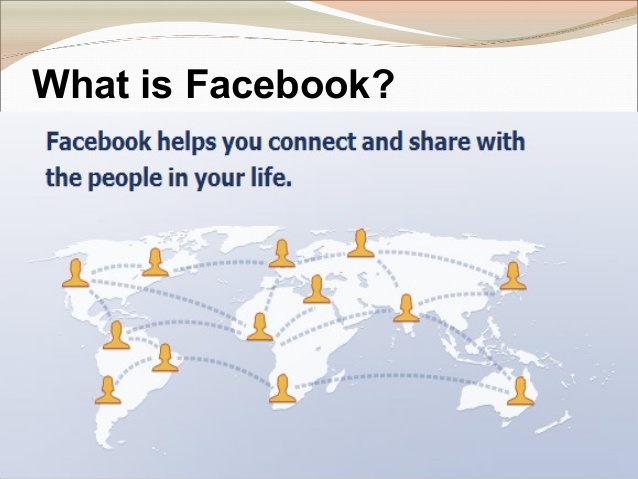 What is Facebook?
Facebook helps you connect and share with
the people in your life.